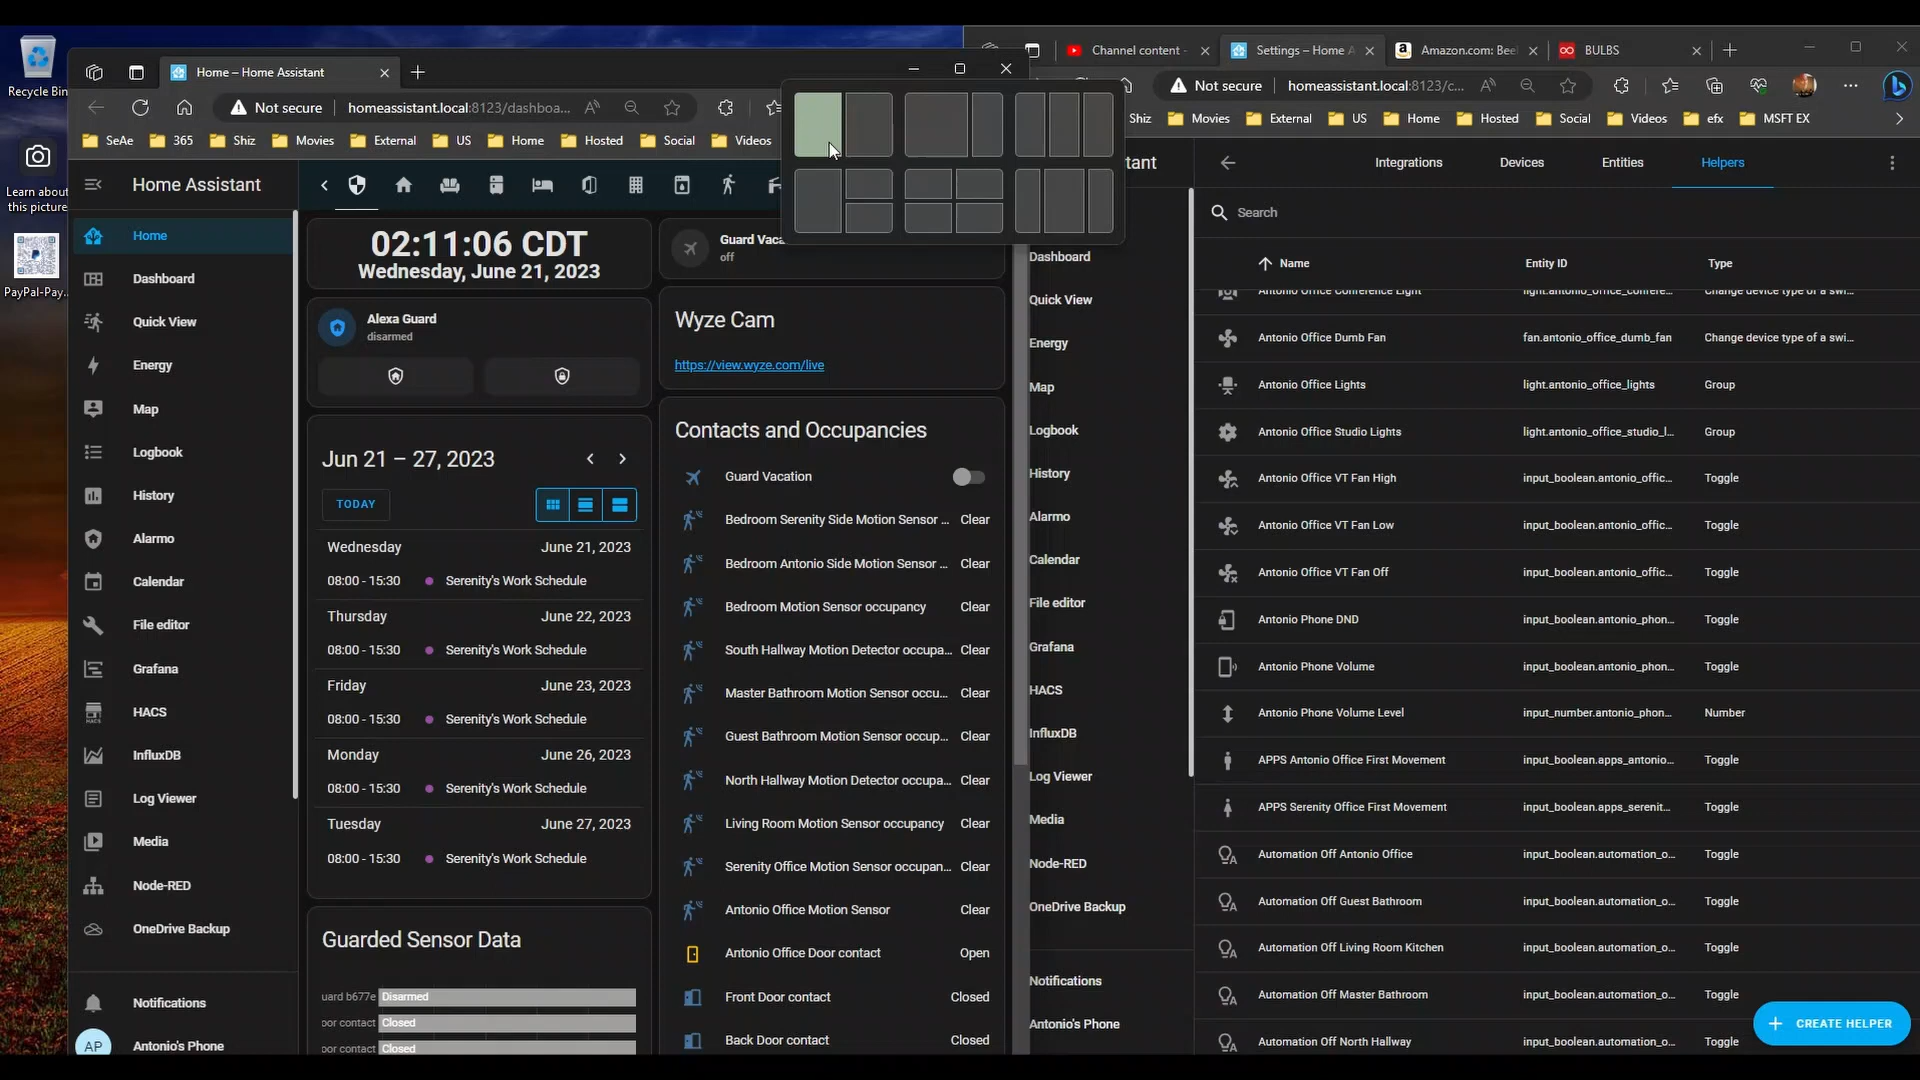 Recycle Bin
Learn about
this picture
PayPal-Pay...
Home – Home Assistant
Not secure
homeassistant.local:8123/dashboa...
SeAe
365
Shiz
Movies
External
US
Home
Hosted
Social
Videos
Home Assistant
Home
Dashboard
Quick View
Energy
Map
Logbook
History
Alarmo
Calendar
File editor
Grafana
HACS
InfluxDB
Log Viewer
Media
Node-RED
OneDrive Backup
Notifications
AP
Antonio's Phone
02:11:06 CDT
Wednesday, June 21, 2023
Alexa Guard
disarmed
Jun 21 – 27, 2023
TODAY
Wednesday June 21, 2023
08:00 - 15:30 Serenity's Work Schedule
Thursday June 22, 2023
08:00 - 15:30 Serenity's Work Schedule
Friday June 23, 2023
08:00 - 15:30 Serenity's Work Schedule
Monday June 26, 2023
08:00 - 15:30 Serenity's Work Schedule
Tuesday June 27, 2023
08:00 - 15:30 Serenity's Work Schedule
Guarded Sensor Data
uard b677e Disarmed
oor contact Closed
oor contact Closed
Guard Vaca
off
Wyze Cam
https://view.wyze.com/live
Contacts and Occupancies
Guard Vacation
Bedroom Serenity Side Motion Sensor ... Clear
Bedroom Antonio Side Motion Sensor ... Clear
Bedroom Motion Sensor occupancy Clear
South Hallway Motion Detector occupa... Clear
Master Bathroom Motion Sensor occu... Clear
Guest Bathroom Motion Sensor occup... Clear
North Hallway Motion Detector occupa... Clear
Living Room Motion Sensor occupancy Clear
Serenity Office Motion Sensor occupan... Clear
Antonio Office Motion Sensor Clear
Antonio Office Door contact Open
Front Door contact Closed
Back Door contact Closed
Channel content -
Settings – Home A
Amazon.com: Bee
BULBS
Not secure
homeassistant.local:8123/c...
Shiz
Movies
External
US
Home
Hosted
Social
Videos
efx
MSFT EX
tant
Dashboard
Quick View
Energy
Map
Logbook
History
Alarmo
Calendar
File editor
Grafana
HACS
InfluxDB
Log Viewer
Media
Node-RED
OneDrive Backup
Notifications
Antonio's Phone
Integrations
Devices
Entities
Helpers
Search
Name Entity ID Type
Antonio Office Conference Light light.antonio_office_confere... Change device type of a swi...
Antonio Office Dumb Fan fan.antonio_office_dumb_fan Change device type of a swi...
Antonio Office Lights light.antonio_office_lights Group
Antonio Office Studio Lights light.antonio_office_studio_l... Group
Antonio Office VT Fan High input_boolean.antonio_offic... Toggle
Antonio Office VT Fan Low input_boolean.antonio_offic... Toggle
Antonio Office VT Fan Off input_boolean.antonio_offic... Toggle
Antonio Phone DND input_boolean.antonio_phon... Toggle
Antonio Phone Volume input_boolean.antonio_phon... Toggle
Antonio Phone Volume Level input_number.antonio_phon... Number
APPS Antonio Office First Movement input_boolean.apps_antonio... Toggle
APPS Serenity Office First Movement input_boolean.apps_serenit... Toggle
Automation Off Antonio Office input_boolean.automation_o... Toggle
Automation Off Guest Bathroom input_boolean.automation_o... Toggle
Automation Off Living Room Kitchen input_boolean.automation_o... Toggle
Automation Off Master Bathroom input_boolean.automation_o... Toggle
Automation Off North Hallway input_boolean.automation_o... Toggle
CREATE HELPER